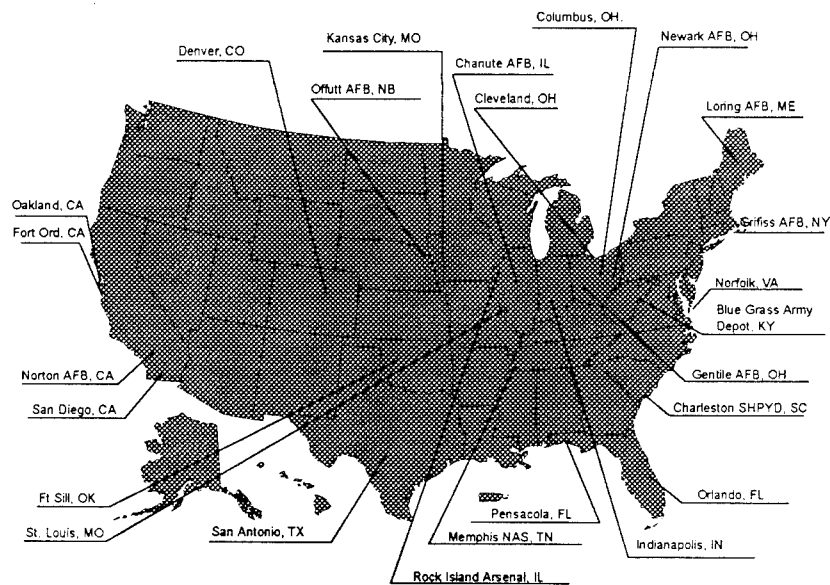 Columbus, OH.
Kansas City, MO
Newark AFB, OH
Denver, CO
Chanute AFB, IL
Offutt AFB, NB
Cleveland, OH
Loring AFB, ME
Oakland, CA
Grifiss AFB, NY
Fort Ord, CA
Norfolk, VA
Blue Grass Army
Depot, KY
Norton AFB, CA
Gentile AFB, OH
San Diego, CA
Charleston SHPYD, SC
Ft Sill, OK
Orlando, FL
Pensacola, FL
St. Louis, MO
San Antonio, TX
Memphis NAS, TN
Indianapolis, IN
Rock Island Arsenal, IL